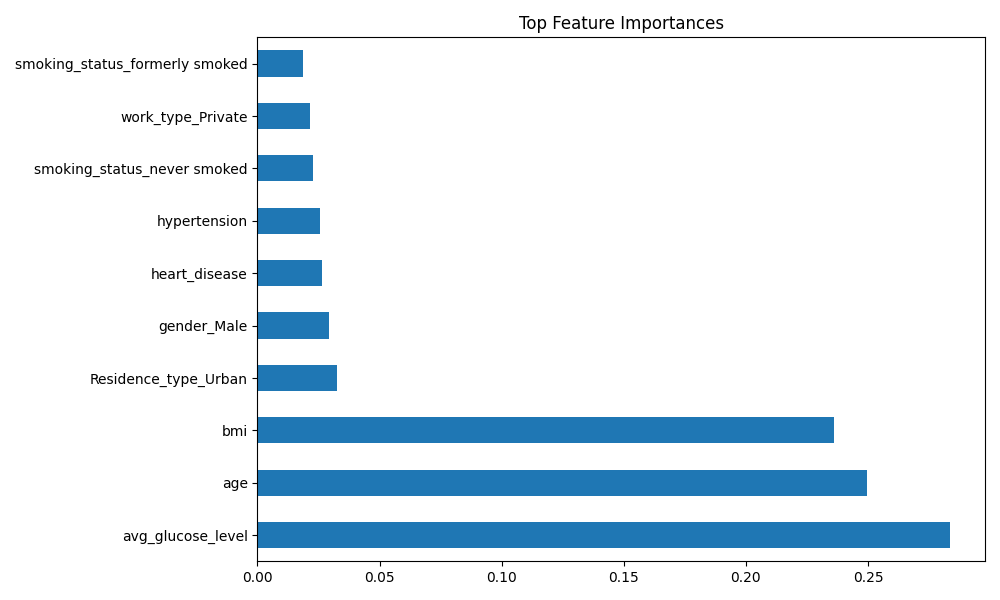 Top Feature Importances
smoking_status_formerly smoked
work_type_Private
smoking_status_never smoked
hypertension
heart_disease
gender_Male
Residence_type_Urban
bmi
age
avg_glucose_level
0.00 0.05 0.10 0.15 0.20 0.25